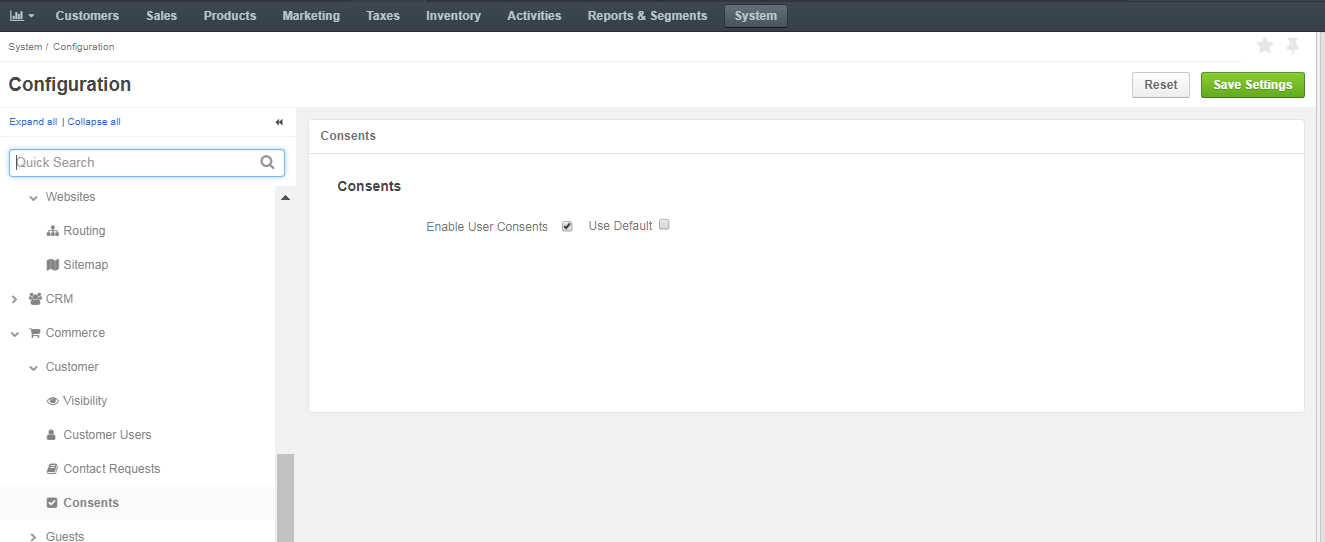 Customers Sales Products Marketing Taxes Inventory Activities Reports & Segments System
System / Configuration
Configuration
Reset Save Settings
Expand all | Collapse all
Quick Search
Websites
Routing
Sitemap
CRM
Commerce
Customer
Visibility
Customer Users
Contact Requests
Consents
Guests
Consents
Consents
Enable User Consents Use Default